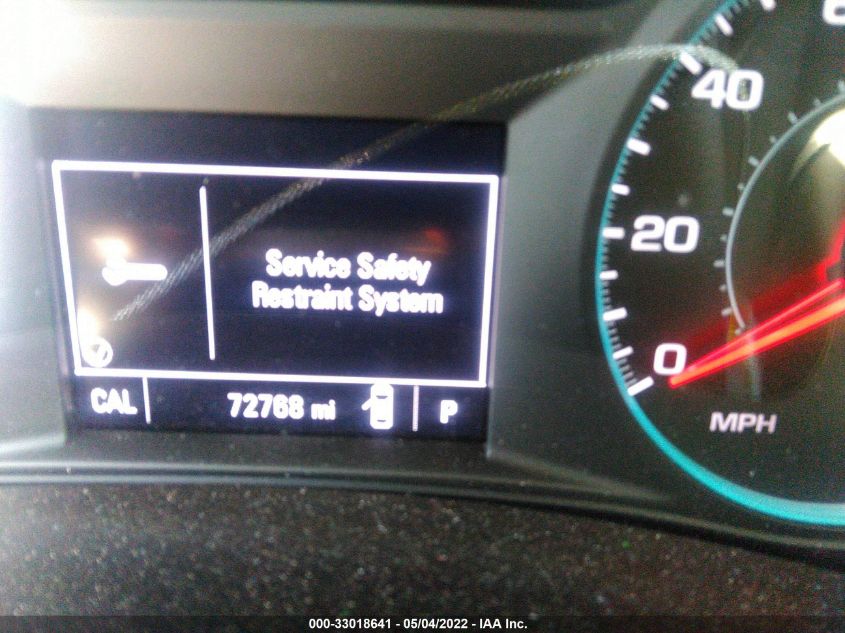 40
20
0
MPH
Service Safety
Restraint System
CAL
72768 mi
P
000-33018641 - 05/04/2022 - IAA Inc.